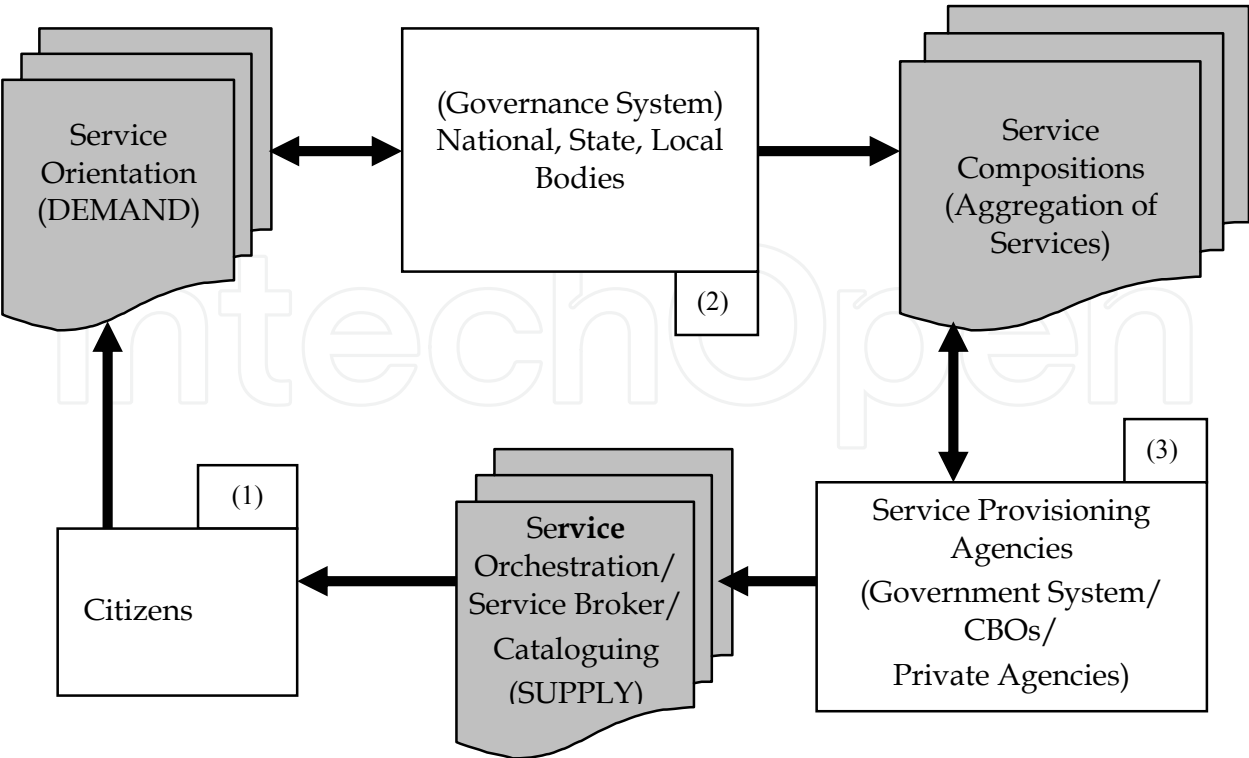 Service
Orientation
(DEMAND)
(Governance System)
National, State, Local
Bodies
(2)
Service
Compositions
(Aggregation of
Services)
IntechOpen
(1)
Citizens
Service
Orchestration/
Service Broker/
Cataloguing
(SUPPLY)
(3)
Service Provisioning
Agencies
(Government System/
CBOs/
Private Agencies)